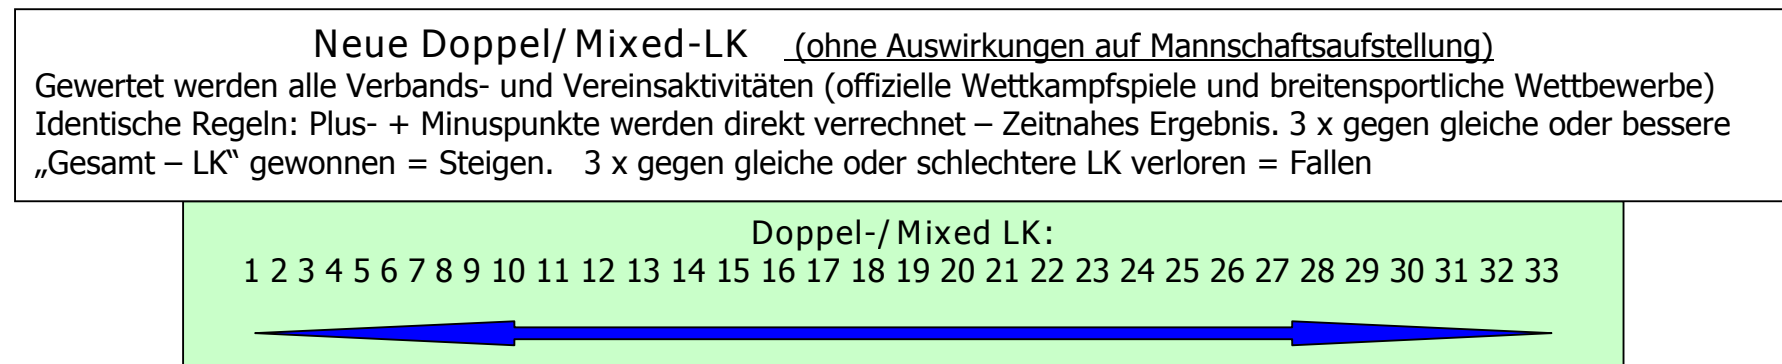 Neue Doppel/Mixed-LK (ohne Auswirkungen auf Mannschaftsaufstellung)
Gewertet werden alle Verbands- und Vereinsaktivitäten (offizielle Wettkampfspiele und breitensportliche Wettbewerbe)
Identische Regeln: Plus- + Minuspunkte werden direkt verrechnet – Zeitnahes Ergebnis. 3 x gegen gleiche oder bessere
„Gesamt – LK“ gewonnen = Steigen. 3 x gegen gleiche oder schlechtere LK verloren = Fallen
Doppel-/Mixed LK:
1 2 3 4 5 6 7 8 9 10 11 12 13 14 15 16 17 18 19 20 21 22 23 24 25 26 27 28 29 30 31 32 33